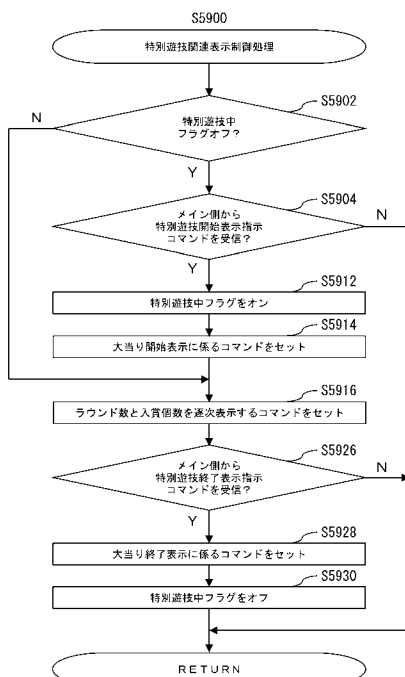 S5900
特別遊技関連表示制御処理
S5902
特別遊技中
フラグオフ？
N
Y
S5904
メイン側から
特別遊技開始表示指示
コマンドを受信？
N
Y
S5912
特別遊技中フラグをオン
S5914
大当り開始表示に係るコマンドをセット
S5916
ラウンド数と入賞個数を逐次表示するコマンドをセット
S5926
メイン側から
特別遊技終了表示指示
コマンドを受信？
N
Y
S5928
大当り終了表示に係るコマンドをセット
S5930
特別遊技中フラグをオフ
RETURN